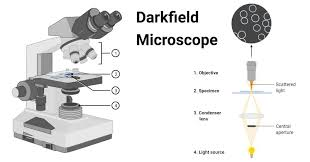 Darkfield
Microscope
1
2
3
4
1. Objective
2. Specimen
3. Condenser
lens
4. Light source
Scattered
light
Central
aperture